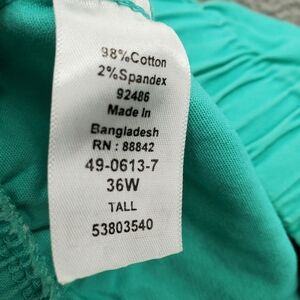 98%Cotton
2%Spandex
92486
Made In
Bangladesh
RN : 88842
49-0613-7
36W
TALL
53803540